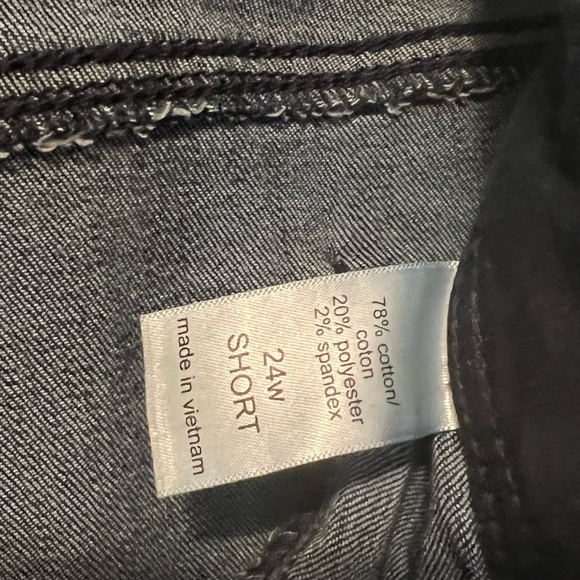 78% cotton/
coton
20% polyester
2% spandex
24w
SHORT
made in vietnam